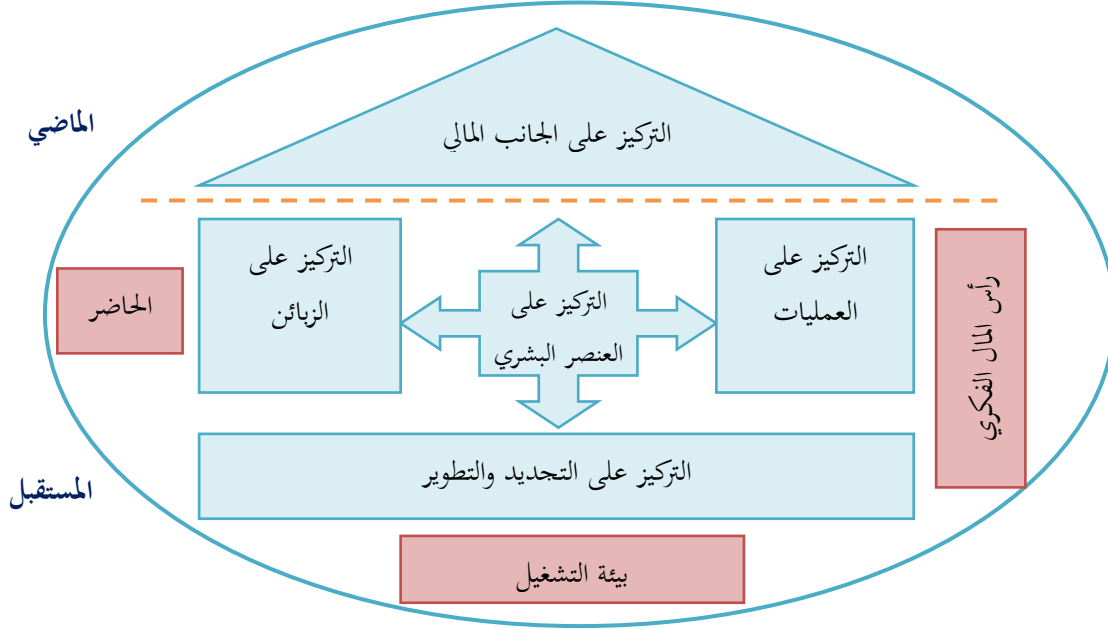 الماضي
التركيز على الجانب المالي
التركيز على
العمليات
التركيز على
الزبائن
التركيز على
العنصر البشري
الحاضر
رأس المال الفكري
التركيز على التجديد والتطوير
المستقبل
بيئة التشغيل